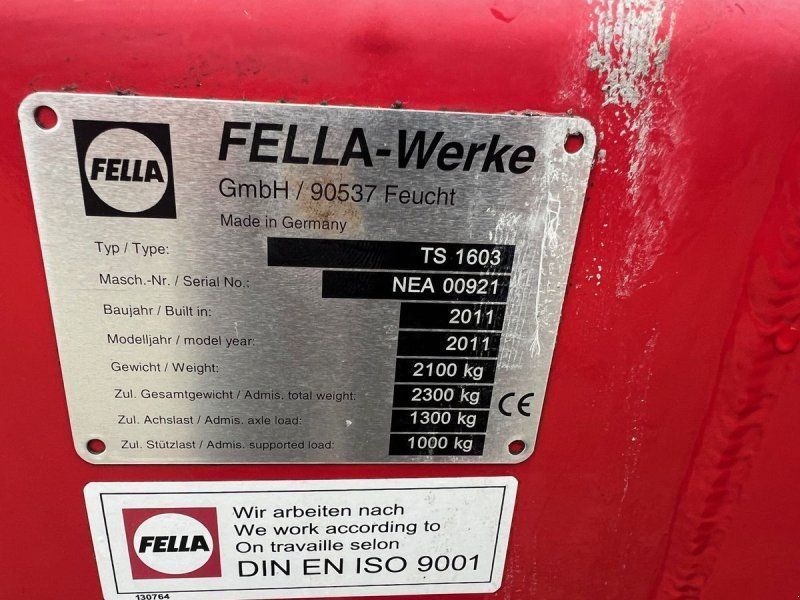 FELLA
FELLA-Werke
GmbH / 90537 Feucht
Made in Germany
Typ / Type: TS 1603
Masch.-Nr. / Serial No.: NEA 00921
Baujahr / Built in: 2011
Modelljahr / model year: 2011
Gewicht / Weight: 2100 kg
Zul. Gesamtgewicht / Admis. total weight: 2300 kg
Zul. Achslast / Admis. axle load: 1300 kg
Zul. Stützlast / Admis. supported load: 1000 kg
CE
FELLA
Wir arbeiten nach
We work according to
On travaille selon
DIN EN ISO 9001
130764